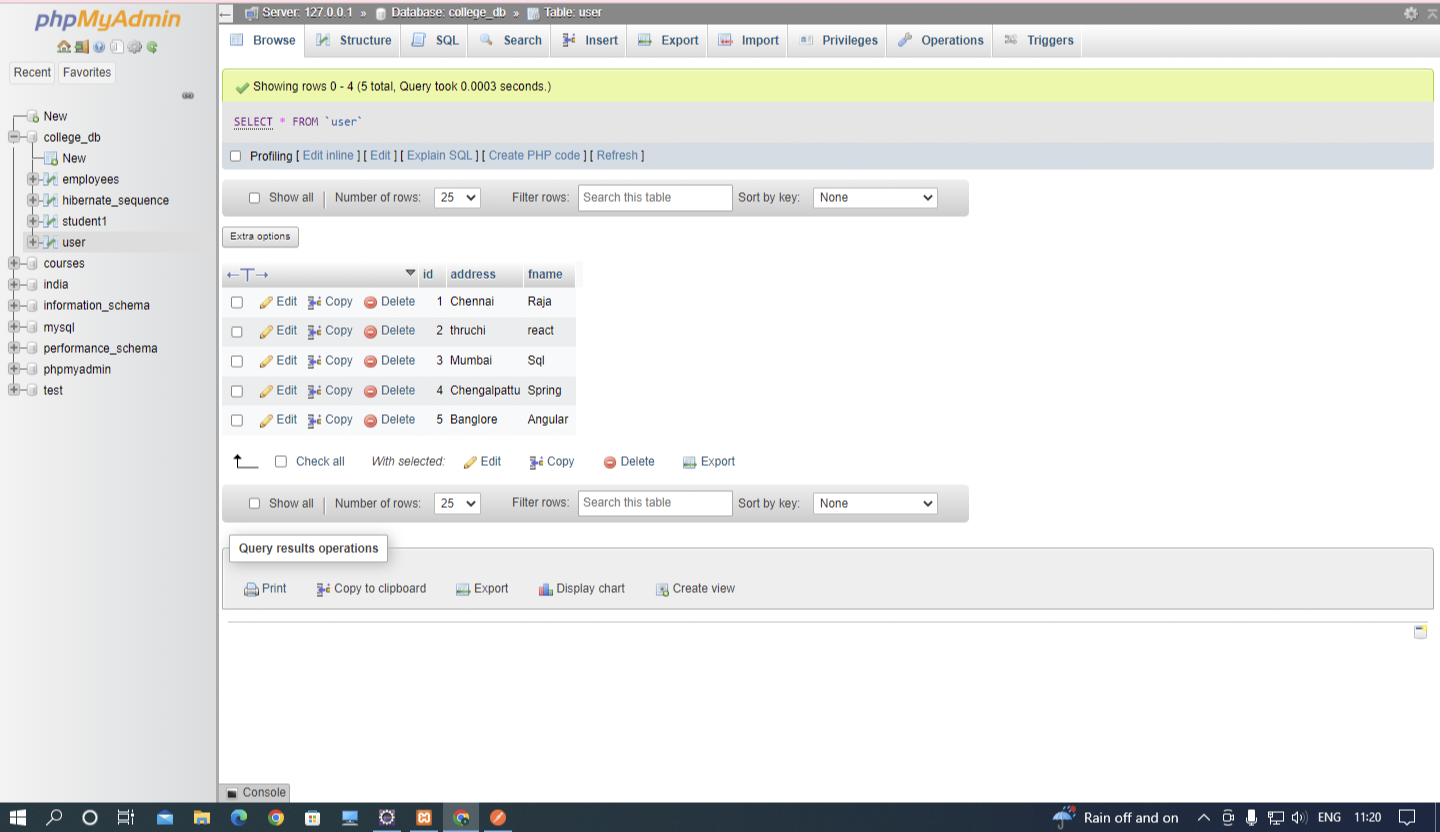 phpMyAdmin
Recent Favorites
New
college_db
New
employees
hibernate_sequence
student1
user
courses
india
information_schema
mysql
performance_schema
phpmyadmin
test
Server: 127.0.0.1 » Database: college_db » Table: user
Browse Structure SQL Search Insert Export Import Privileges Operations Triggers
Showing rows 0 - 4 (5 total, Query took 0.0003 seconds.)
SELECT * FROM `user`
Profiling [ Edit inline ] [ Edit ] [ Explain SQL ] [ Create PHP code ] [ Refresh ]
Show all | Number of rows: 25 Filter rows: Search this table Sort by key: None
Extra options
←T→ id address fname
Edit Copy Delete 1 Chennai Raja
Edit Copy Delete 2 thruchi react
Edit Copy Delete 3 Mumbai Sql
Edit Copy Delete 4 Chengalpattu Spring
Edit Copy Delete 5 Banglore Angular
Check all With selected: Edit Copy Delete Export
Show all | Number of rows: 25 Filter rows: Search this table Sort by key: None
Query results operations
Print Copy to clipboard Export Display chart Create view
Console
Rain off and on ENG 11:20